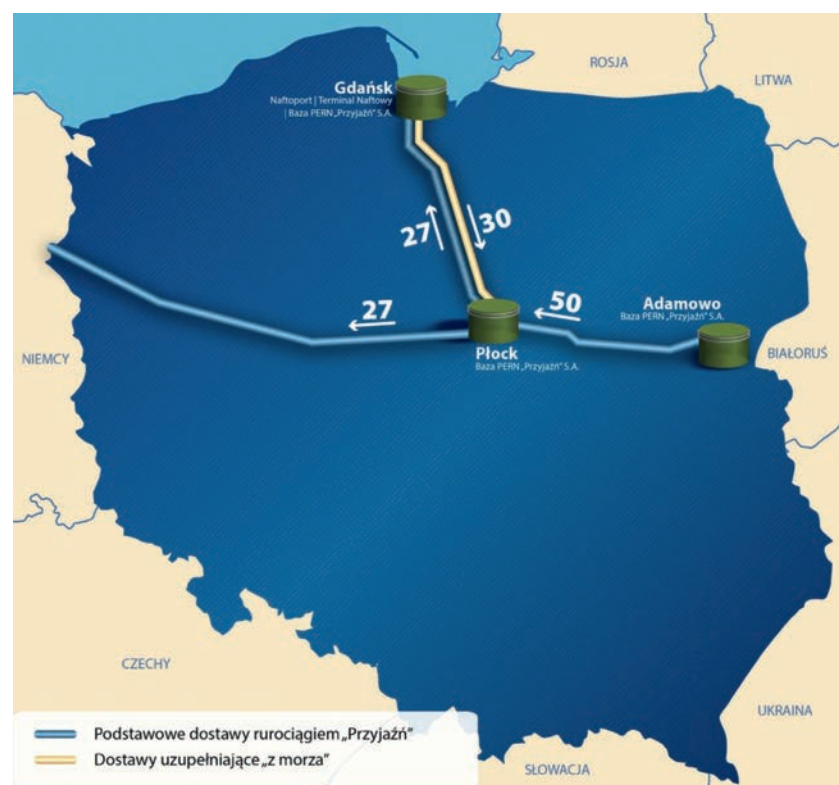 ROSJA
LITWA
Gdańsk
Naftoport | Terminal Naftowy
| Baza PERN „Przyjaźń” S.A.
27
30
50
Adamowo
Baza PERN „Przyjaźń” S.A.
27
NIEMCY
BIAŁORUŚ
Płock
Baza PERN „Przyjaźń” S.A.
CZECHY
UKRAINA
Podstawowe dostawy rurociągiem „Przyjaźń”
Dostawy uzupełniające „z morza”
SŁOWACJA